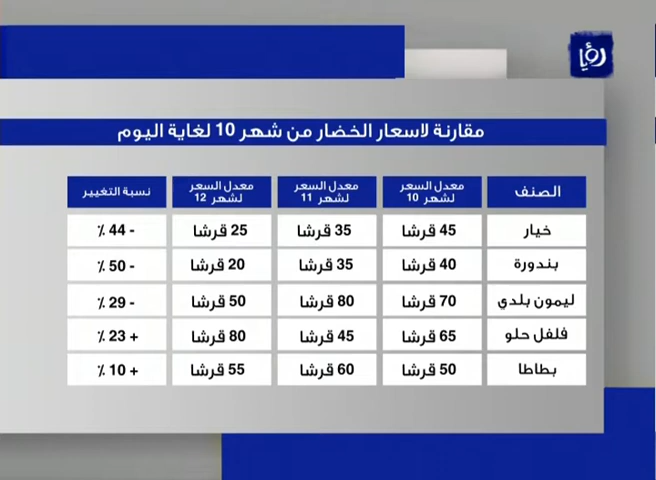 رؤيا
مقارنة لاسعار الخضار من شهر 10 لغاية اليوم
الصنف معدل السعر لشهر 10 معدل السعر لشهر 11 معدل السعر لشهر 12 نسبة التغيير
خيار 45 قرشا 35 قرشا 25 قرشا - 44 ٪
بندورة 40 قرشا 35 قرشا 20 قرشا - 50 ٪
ليمون بلدي 70 قرشا 80 قرشا 50 قرشا - 29 ٪
فلفل حلو 65 قرشا 45 قرشا 80 قرشا + 23 ٪
بطاطا 50 قرشا 60 قرشا 55 قرشا + 10 ٪